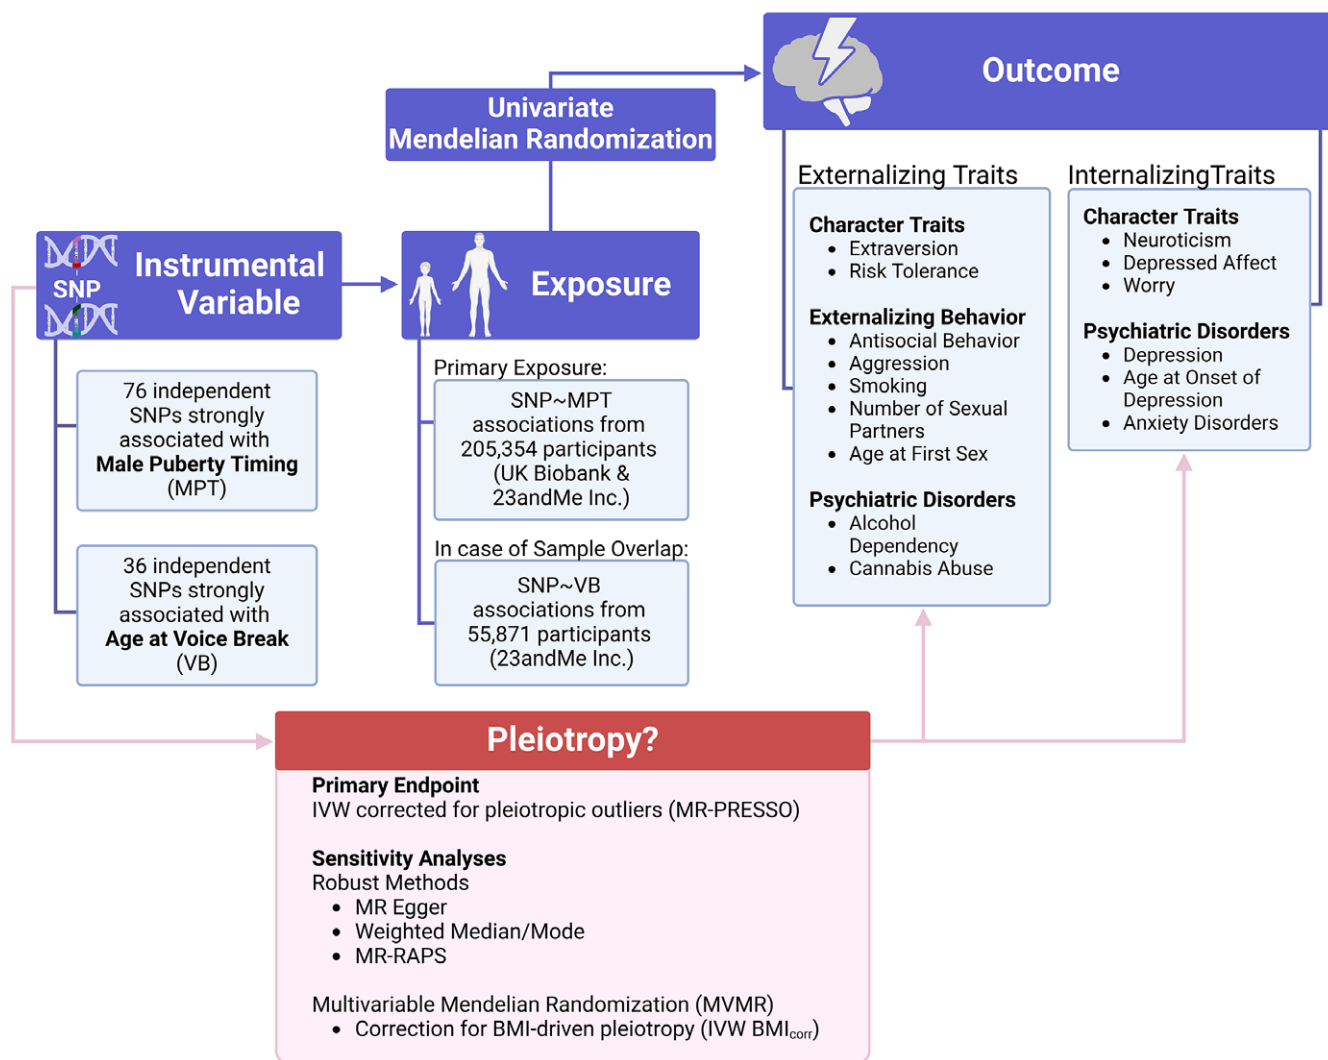 Univariate
Mendelian Randomization
Outcome
SNP
Instrumental
Variable
Exposure
76 independent
SNPs strongly
associated with
Male Puberty Timing
(MPT)
36 independent
SNPs strongly
associated with
Age at Voice Break
(VB)
Primary Exposure:
SNP~MPT
associations from
205,354 participants
(UK Biobank &
23andMe Inc.)
In case of Sample Overlap:
SNP~VB
associations from
55,871 participants
(23andMe Inc.)
Externalizing Traits
Character Traits
• Extraversion
• Risk Tolerance
Externalizing Behavior
• Antisocial Behavior
• Aggression
• Smoking
• Number of Sexual
Partners
• Age at First Sex
Psychiatric Disorders
• Alcohol
Dependency
• Cannabis Abuse
InternalizingTraits
Character Traits
• Neuroticism
• Depressed Affect
• Worry
Psychiatric Disorders
• Depression
• Age at Onset of
Depression
• Anxiety Disorders
Pleiotropy?
Primary Endpoint
IVW corrected for pleiotropic outliers (MR-PRESSO)
Sensitivity Analyses
Robust Methods
• MR Egger
• Weighted Median/Mode
• MR-RAPS
Multivariable Mendelian Randomization (MVMR)
• Correction for BMI-driven pleiotropy (IVW BMIcorr)